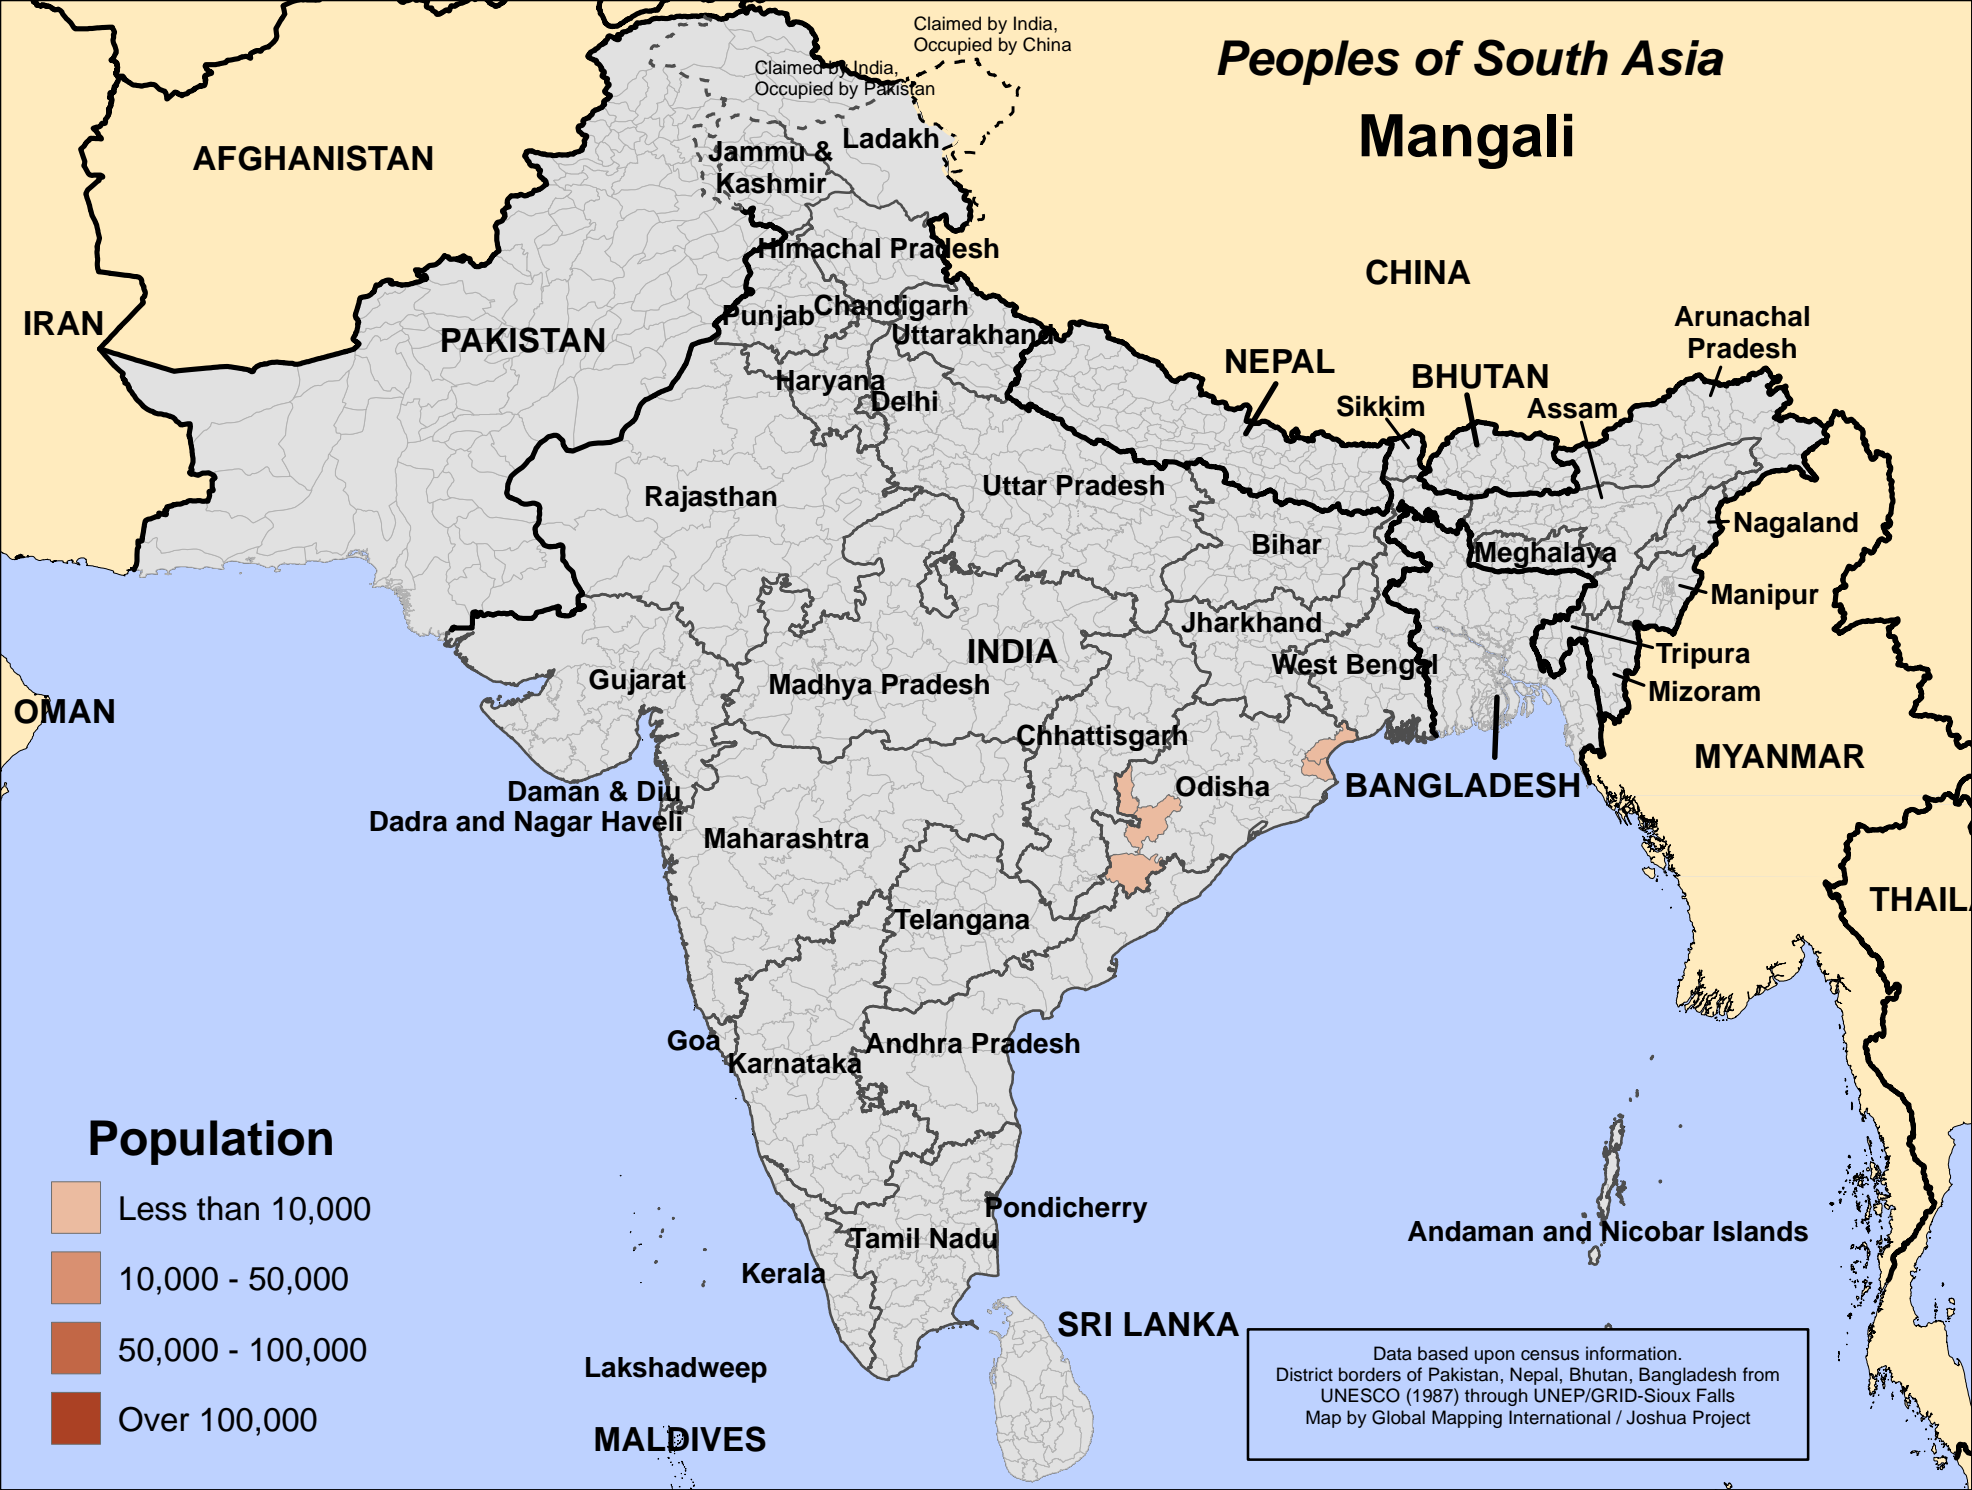 Claimed by India,
Occupied by China
Peoples of South Asia
Mangali
Claimed by India,
Occupied by Pakistan
Ladakh
Jammu &
Kashmir
AFGHANISTAN
Himachal Pradesh
CHINA
Chandigarh
Punjab
Uttarakhand
IRAN
PAKISTAN
Arunachal
Pradesh
NEPAL
BHUTAN
Haryana
Delhi
Sikkim
Assam
Rajasthan
Uttar Pradesh
Nagaland
Bihar
Meghalaya
Manipur
Jharkhand
INDIA
Tripura
West Bengal
Gujarat
Madhya Pradesh
Mizoram
OMAN
Chhattisgarh
MYANMAR
Odisha
BANGLADESH
Daman & Diu
Dadra and Nagar Haveli
Maharashtra
THAIL
Telangana
Goa
Andhra Pradesh
Karnataka
Population
Less than 10,000
10,000 - 50,000
50,000 - 100,000
Over 100,000
Pondicherry
Andaman and Nicobar Islands
Tamil Nadu
Kerala
SRI LANKA
Lakshadweep
MALDIVES
Data based upon census information.
District borders of Pakistan, Nepal, Bhutan, Bangladesh from
UNESCO (1987) through UNEP/GRID-Sioux Falls
Map by Global Mapping International / Joshua Project